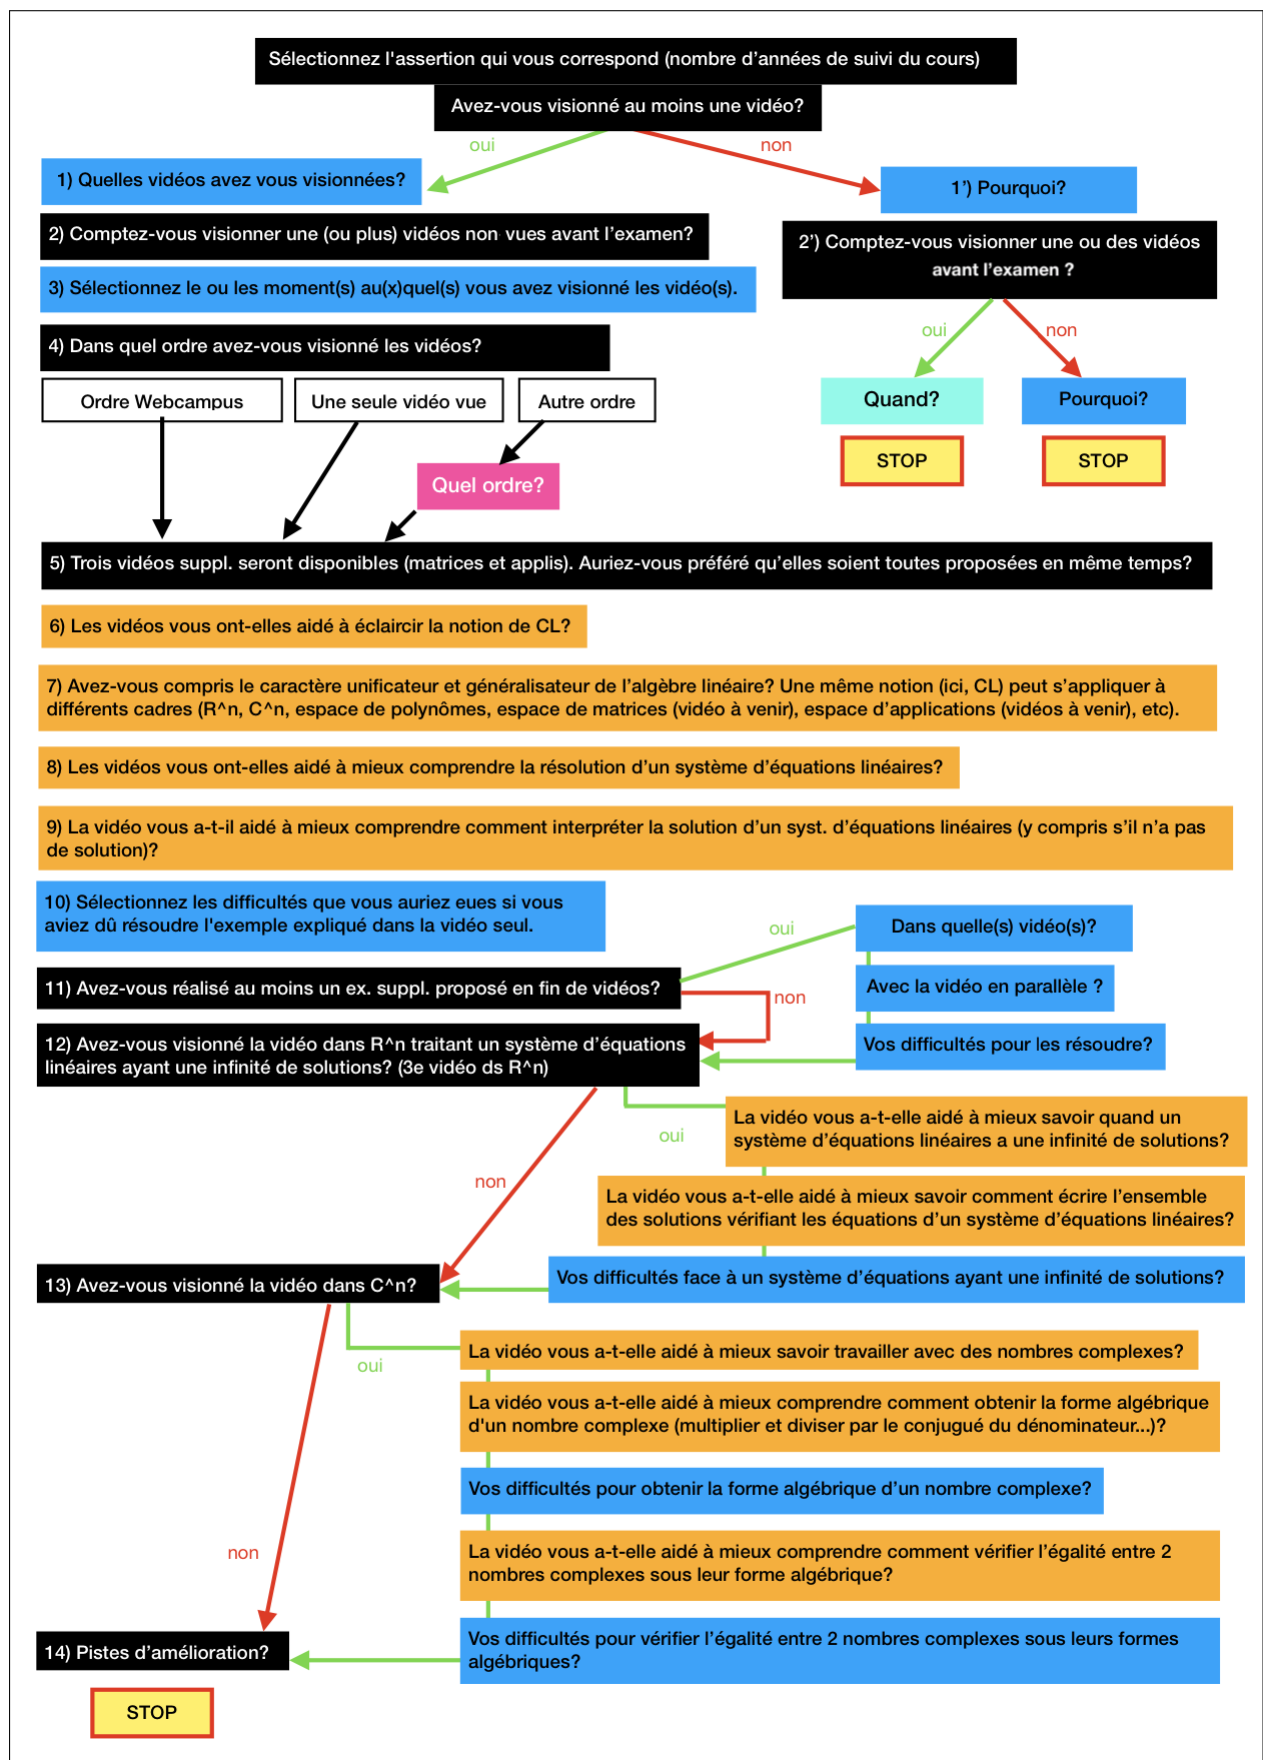 Sélectionnez l'assertion qui vous correspond (nombre d'années de suivi du cours)
Avez-vous visionné au moins une vidéo?
oui
non
1) Quelles vidéos avez vous visionnées?
1') Pourquoi?
2) Comptez-vous visionner une (ou plus) vidéos non vues avant l'examen?
2') Comptez-vous visionner une ou des vidéos
avant l'examen ?
3) Sélectionnez le ou les moment(s) au(x)quel(s) vous avez visionné les vidéo(s).
oui
non
4) Dans quel ordre avez-vous visionné les vidéos?
Ordre Webcampus
Une seule vidéo vue
Autre ordre
Quand?
Pourquoi?
STOP
STOP
Quel ordre?
5) Trois vidéos suppl. seront disponibles (matrices et applis). Auriez-vous préféré qu'elles soient toutes proposées en même temps?
6) Les vidéos vous ont-elles aidé à éclaircir la notion de CL?
7) Avez-vous compris le caractère unificateur et généralisateur de l'algèbre linéaire? Une même notion (ici, CL) peut s'appliquer à
différents cadres (R^n, C^n, espace de polynômes, espace de matrices (vidéo à venir), espace d'applications (vidéos à venir), etc).
8) Les vidéos vous ont-elles aidé à mieux comprendre la résolution d'un système d'équations linéaires?
9) La vidéo vous a-t-il aidé à mieux comprendre comment interpréter la solution d'un syst. d'équations linéaires (y compris s'il n'a pas
de solution)?
10) Sélectionnez les difficultés que vous auriez eues si vous
aviez dû résoudre l'exemple expliqué dans la vidéo seul.
oui
Dans quelle(s) vidéo(s)?
11) Avez-vous réalisé au moins un ex. suppl. proposé en fin de vidéos?
non
Avec la vidéo en parallèle ?
12) Avez-vous visionné la vidéo dans R^n traitant un système d'équations
linéaires ayant une infinité de solutions? (3e vidéo ds R^n)
Vos difficultés pour les résoudre?
oui
La vidéo vous a-t-elle aidé à mieux savoir quand un
système d'équations linéaires a une infinité de solutions?
non
La vidéo vous a-t-elle aidé à mieux savoir comment écrire l'ensemble
des solutions vérifiant les équations d'un système d'équations linéaires?
13) Avez-vous visionné la vidéo dans C^n?
Vos difficultés face à un système d'équations ayant une infinité de solutions?
oui
La vidéo vous a-t-elle aidé à mieux savoir travailler avec des nombres complexes?
La vidéo vous a-t-elle aidé à mieux comprendre comment obtenir la forme algébrique
d'un nombre complexe (multiplier et diviser par le conjugué du dénominateur...)?
Vos difficultés pour obtenir la forme algébrique d'un nombre complexe?
non
La vidéo vous a-t-elle aidé à mieux comprendre comment vérifier l'égalité entre 2
nombres complexes sous leur forme algébrique?
14) Pistes d'amélioration?
Vos difficultés pour vérifier l'égalité entre 2 nombres complexes sous leurs formes
algébriques?
STOP